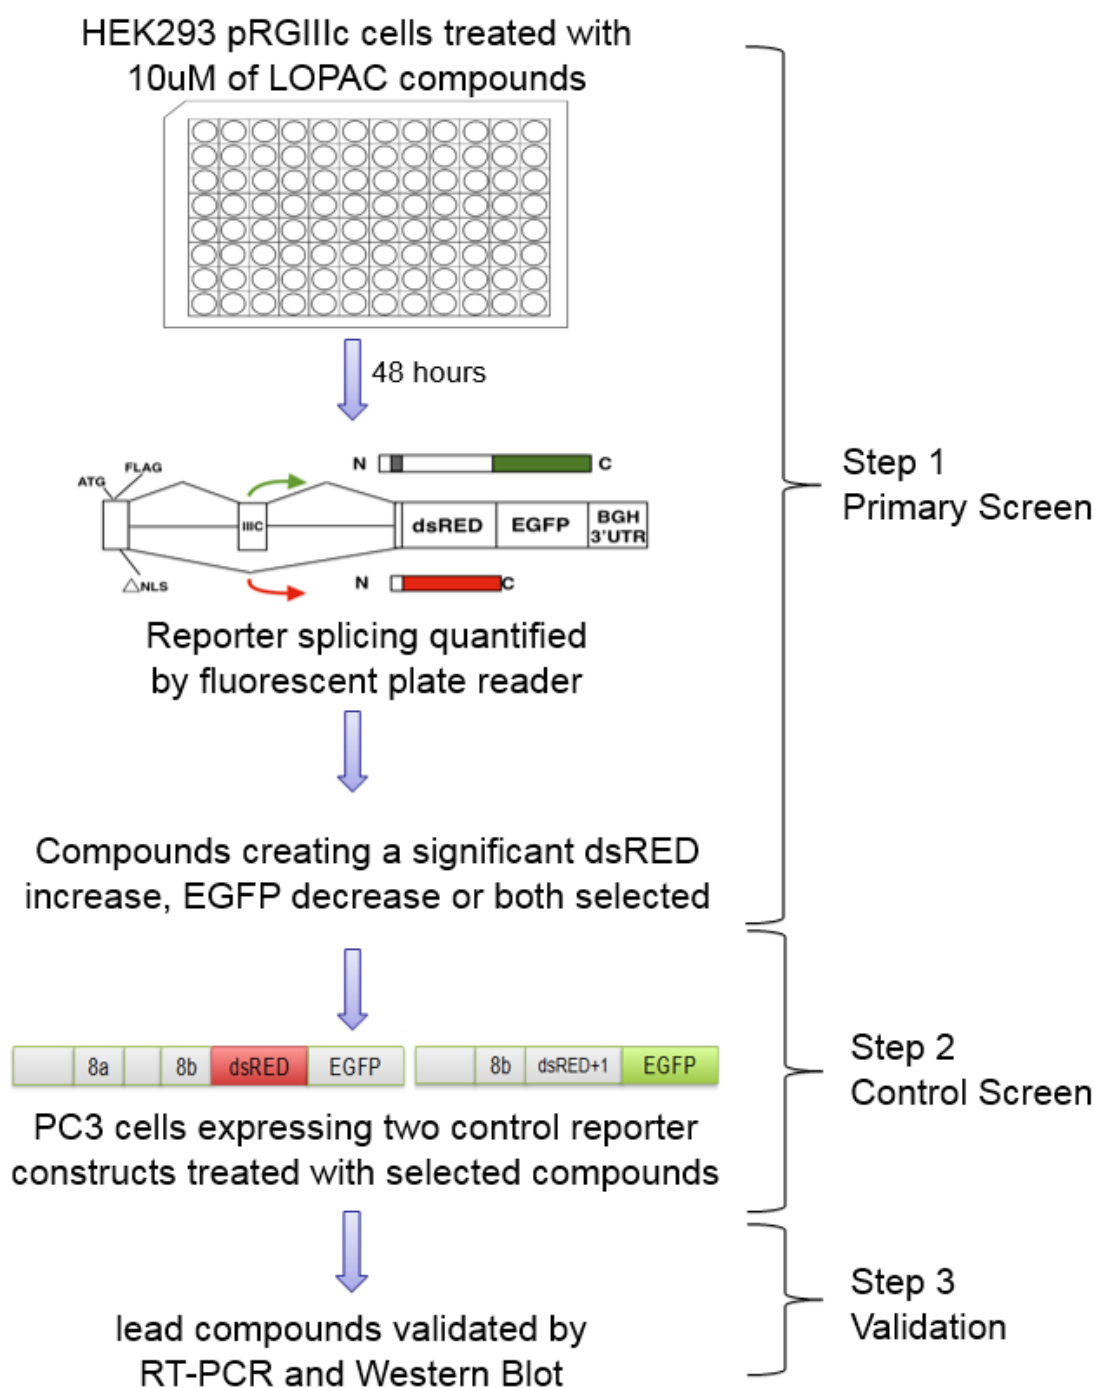 HEK293 pRGIIIc cells treated with
10uM of LOPAC compounds
48 hours
N C
FLAG
ATG
IIIC
dsRED EGFP BGH
3'UTR
△NLS
N C
Reporter splicing quantified
by fluorescent plate reader
Compounds creating a significant dsRED
increase, EGFP decrease or both selected
Step 1
Primary Screen
8a 8b dsRED EGFP 8b dsRED+1 EGFP
PC3 cells expressing two control reporter
constructs treated with selected compounds
Step 2
Control Screen
lead compounds validated by
RT-PCR and Western Blot
Step 3
Validation